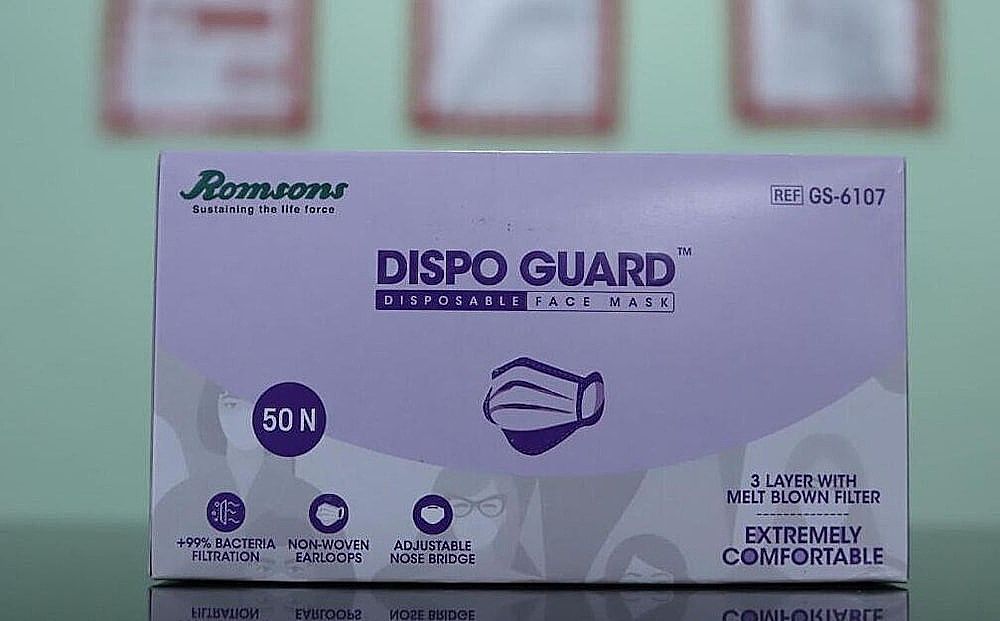 Romsons
Sustaining the life force
REF GS-6107
DISPO GUARD™
DISPOSABLE FACE MASK
50 N
3 LAYER WITH
MELT BLOWN FILTER
EXTREMELY
COMFORTABLE
+99% BACTERIA
FILTRATION
NON-WOVEN
EARLOOPS
ADJUSTABLE
NOSE BRIDGE